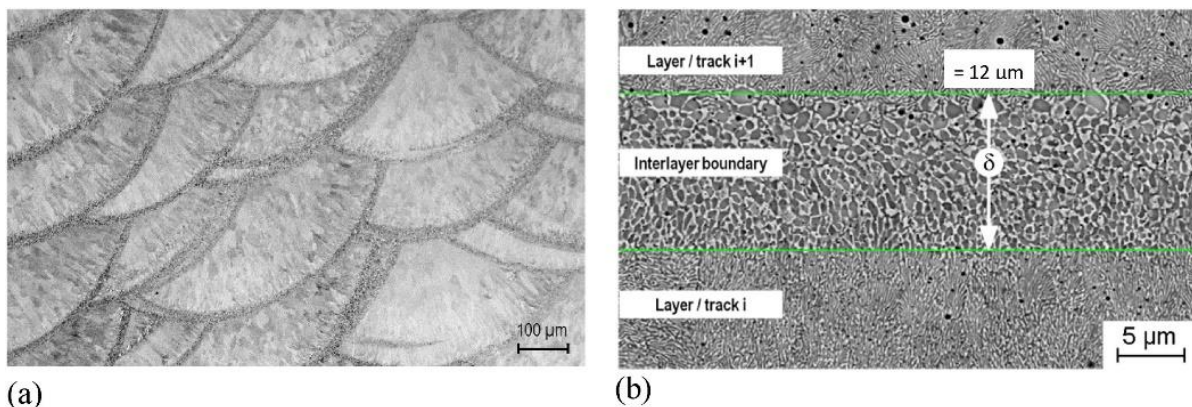 100 µm
(a)
Layer / track i+1
= 12 um
Interlayer boundary
δ
Layer / track i
5 µm
(b)